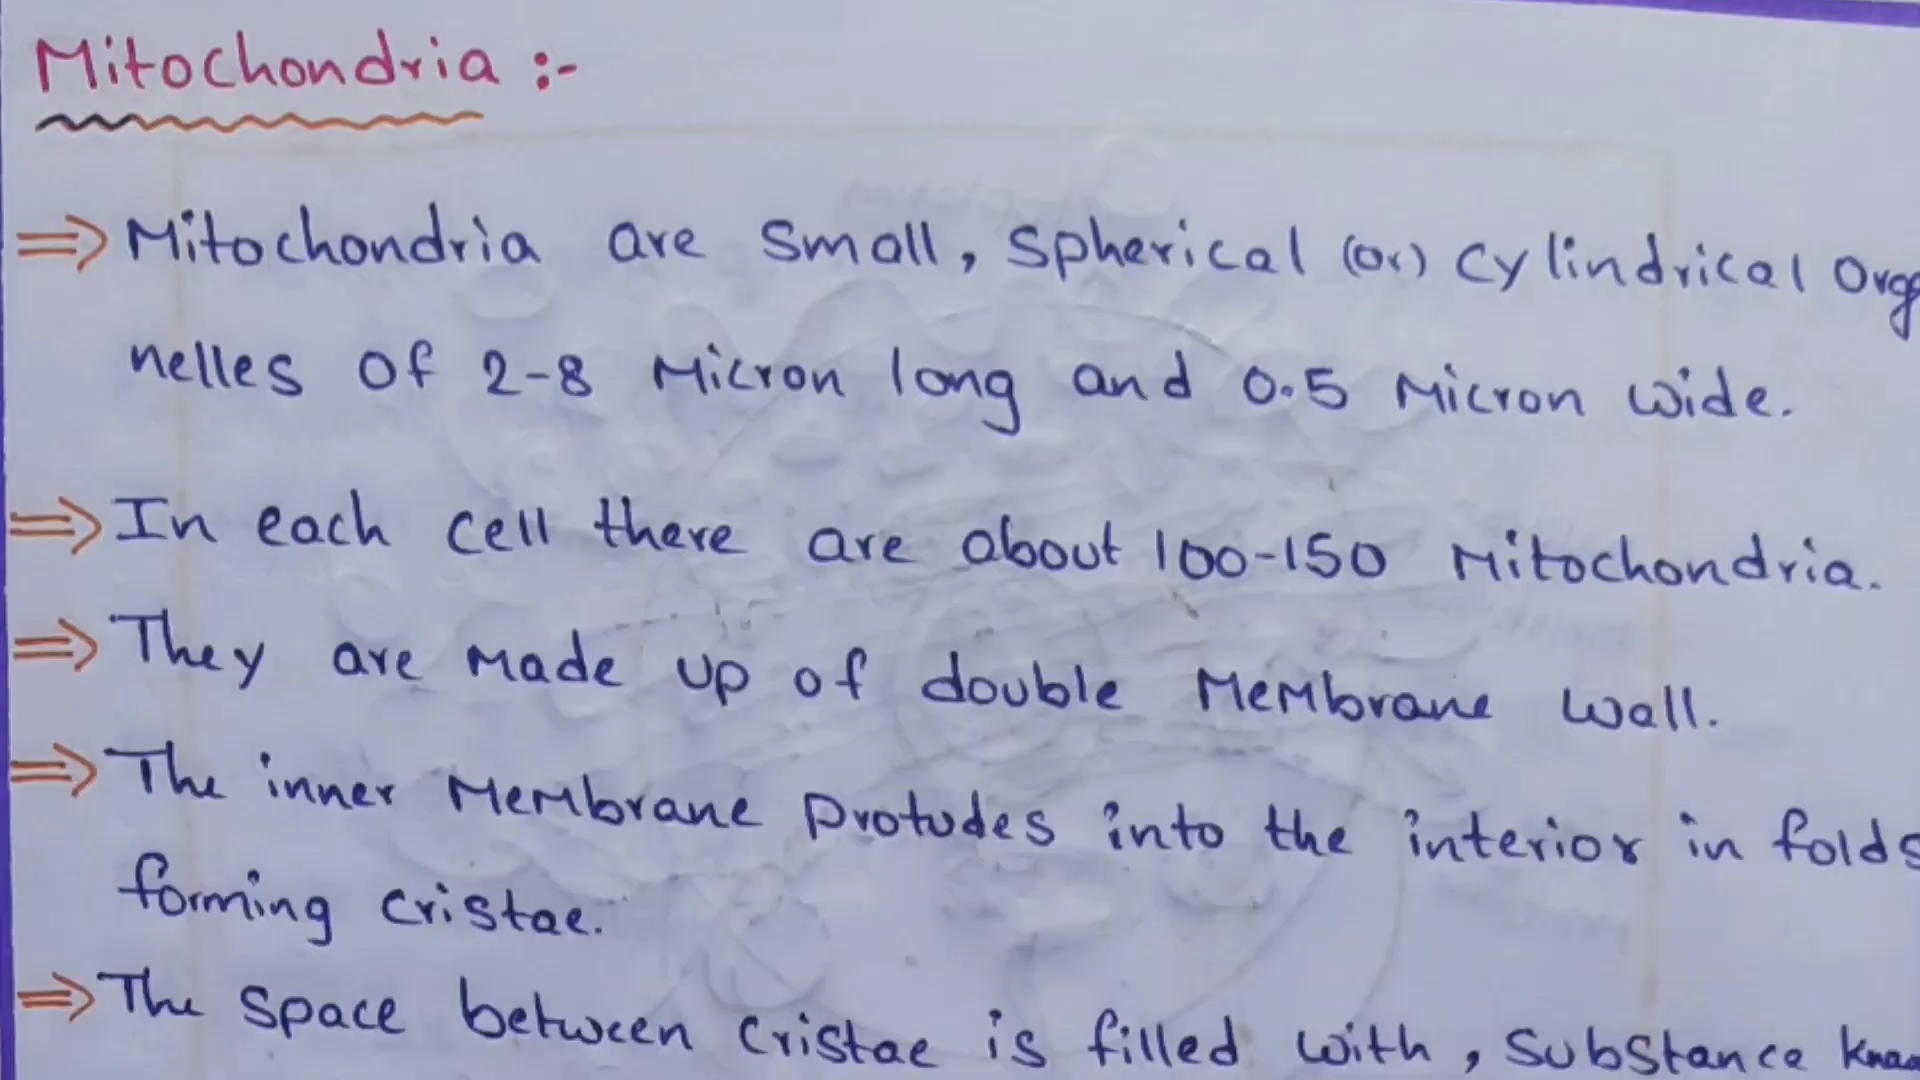 Mitochondria :-
⇒ Mitochondria are small, spherical (or) cylindrical Orga
nelles of 2-8 Micron long and 0.5 Micron wide.
⇒ In each cell there are about 100-150 Mitochondria.
⇒ They are made up of double Membrane wall.
⇒ The inner Membrane Protudes into the interior in folds
forming cristae.
⇒ The space between cristae is filled with, substance